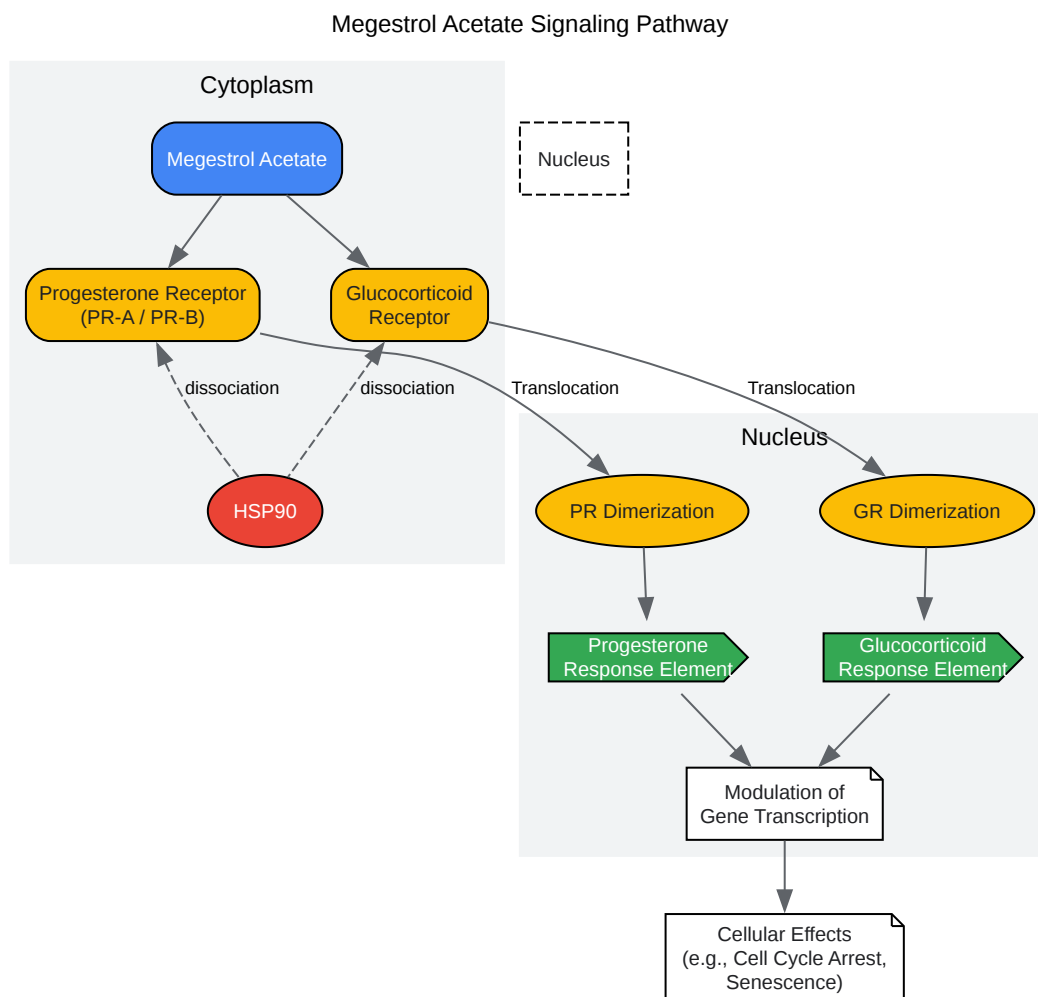 Megestrol Acetate Signaling Pathway
Cytoplasm
Megestrol Acetate
Nucleus
Progesterone Receptor
(PR-A / PR-B)
Glucocorticoid
Receptor
dissociation
dissociation
Translocation
Translocation
Nucleus
HSP90
PR Dimerization
GR Dimerization
Progesterone
Response Element
Glucocorticoid
Response Element
Modulation of
Gene Transcription
Cellular Effects
(e.g., Cell Cycle Arrest,
Senescence)